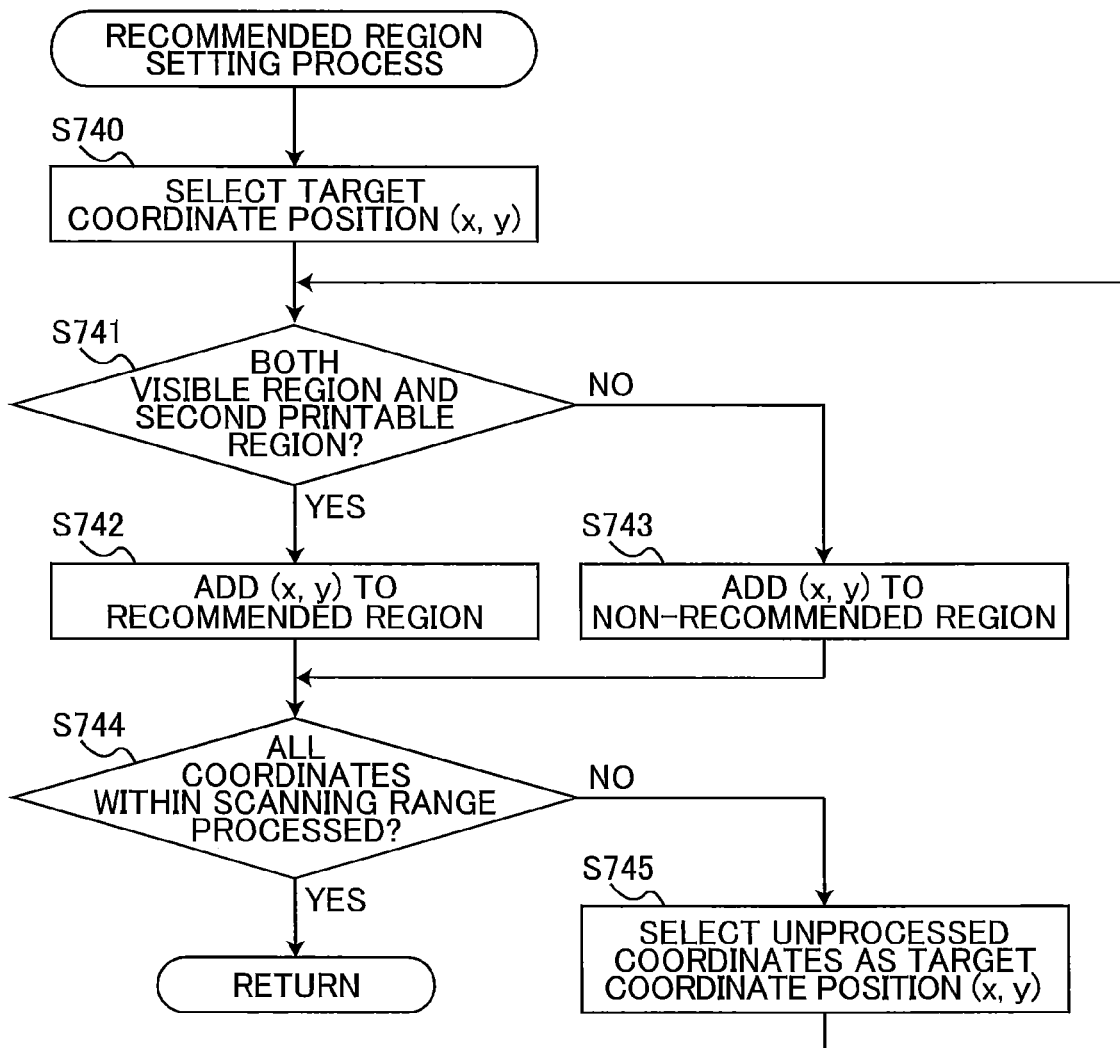 RECOMMENDED REGION
SETTING PROCESS
S740
SELECT TARGET
COORDINATE POSITION (x, y)
S741
BOTH
VISIBLE REGION AND
SECOND PRINTABLE
REGION?
NO
YES
S742
ADD (x, y) TO
RECOMMENDED REGION
S743
ADD (x, y) TO
NON-RECOMMENDED REGION
S744
ALL
COORDINATES
WITHIN SCANNING RANGE
PROCESSED?
NO
YES
S745
SELECT UNPROCESSED
COORDINATES AS TARGET
COORDINATE POSITION (x, y)
RETURN